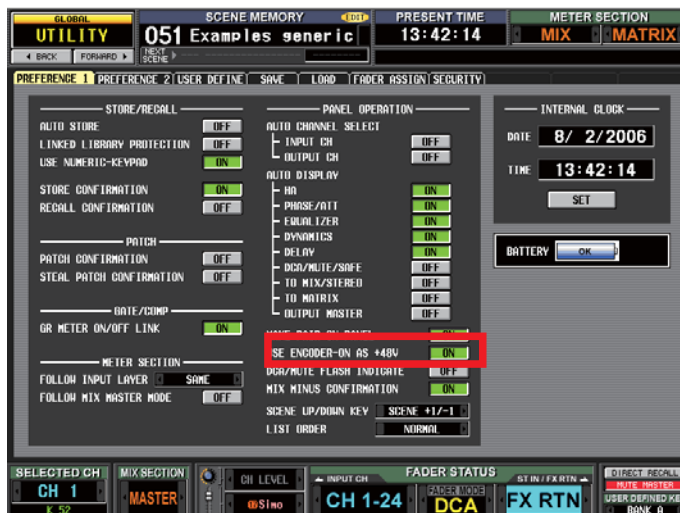 GLOBAL
UTILITY
BACK FORWARD
SCENE MEMORY EDIT
051 Examples generic
NEXT SCENE
PRESENT TIME
13:42:14
METER SECTION
MIX MATRIX
PREFERENCE 1 PREFERENCE 2 USER DEFINE SAVE LOAD FADER ASSIGN SECURITY
STORE/RECALL
AUTO STORE OFF
LINKED LIBRARY PROTECTION OFF
USE NUMERIC-KEYPAD ON
STORE CONFIRMATION ON
RECALL CONFIRMATION OFF
PATCH
PATCH CONFIRMATION OFF
STEAL PATCH CONFIRMATION OFF
GATE/COMP
GR METER ON/OFF LINK ON
METER SECTION
FOLLOW INPUT LAYER SAME
FOLLOW MIX MASTER MODE OFF
PANEL OPERATION
AUTO CHANNEL SELECT
INPUT CH OFF
OUTPUT CH OFF
AUTO DISPLAY
HA ON
PHASE/ATT ON
EQUALIZER ON
DYNAMICS ON
DELAY ON
DCA/MUTE/SAFE OFF
TO MIX/STEREO OFF
TO MATRIX OFF
OUTPUT MASTER OFF
PAIR ON PANEL ON
SE ENCODER-ON AS +48V ON
DCA/MUTE FLASH INDICATE OFF
MIX MINUS CONFIRMATION ON
SCENE UP/DOWN KEY SCENE +1/-1
LIST ORDER NORMAL
INTERNAL CLOCK
DATE 8/ 2/2006
TIME 13:42:14
SET
BATTERY OK
SELECTED CH
CH 1
K 52
MIX SECTION
MASTER
CH LEVEL
INPUT CH
CH 1-24
FADER STATUS
FADER MODE
DCA
ST IN / FX RTN
FX RTN
DIRECT RECALL
MUTE MASTER
USER DEFINED KE
BANK A